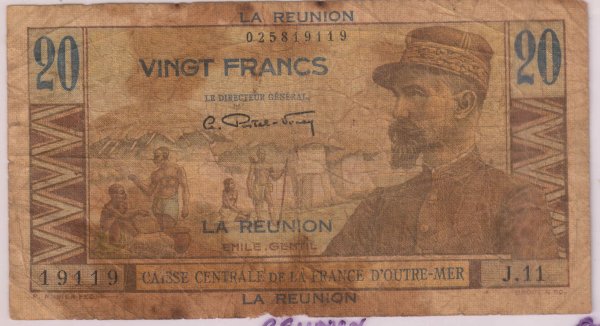 LA REUNION
025819119
20 VINGT FRANCS 20
LE DIRECTEUR GÉNÉRAL
LA REUNION
EMILE GENTIL
19119 CAISSE CENTRALE DE LA FRANCE D'OUTRE-MER J.11
LA REUNION